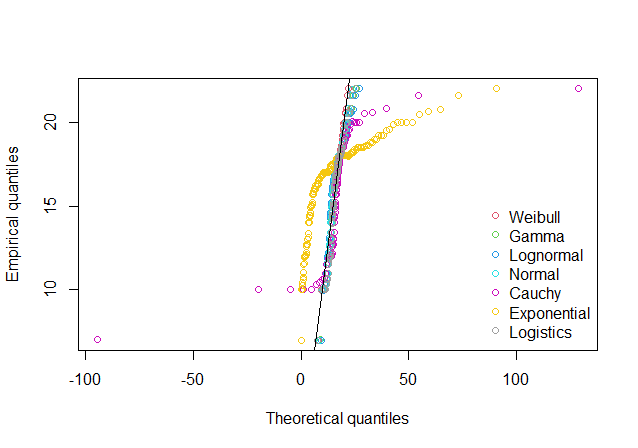 20
15
10
Empirical quantiles
Weibull
Gamma
Lognormal
Normal
Cauchy
Exponential
Logistics
-100 -50 0 50 100
Theoretical quantiles